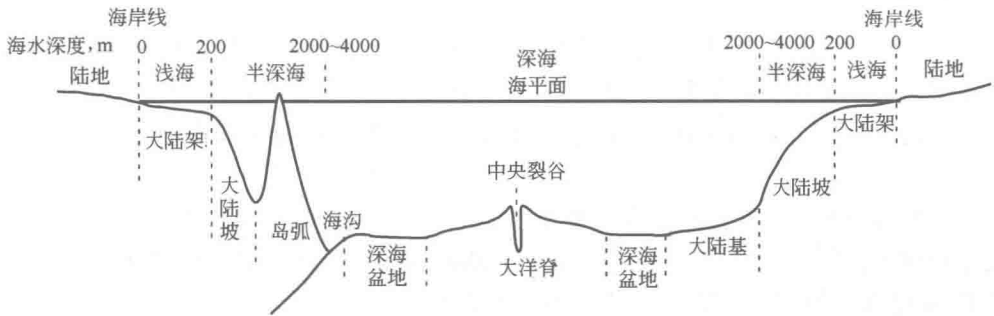 海岸线 海岸线
海水深度,m 0 200 2000~4000 深海 2000~4000 200 0
陆地 浅海 半深海 海平面 半深海 浅海 陆地
大陆架 大陆架
中央裂谷
大陆坡 岛弧 海沟 大陆坡
深海盆地 大洋脊 深海盆地 大陆基